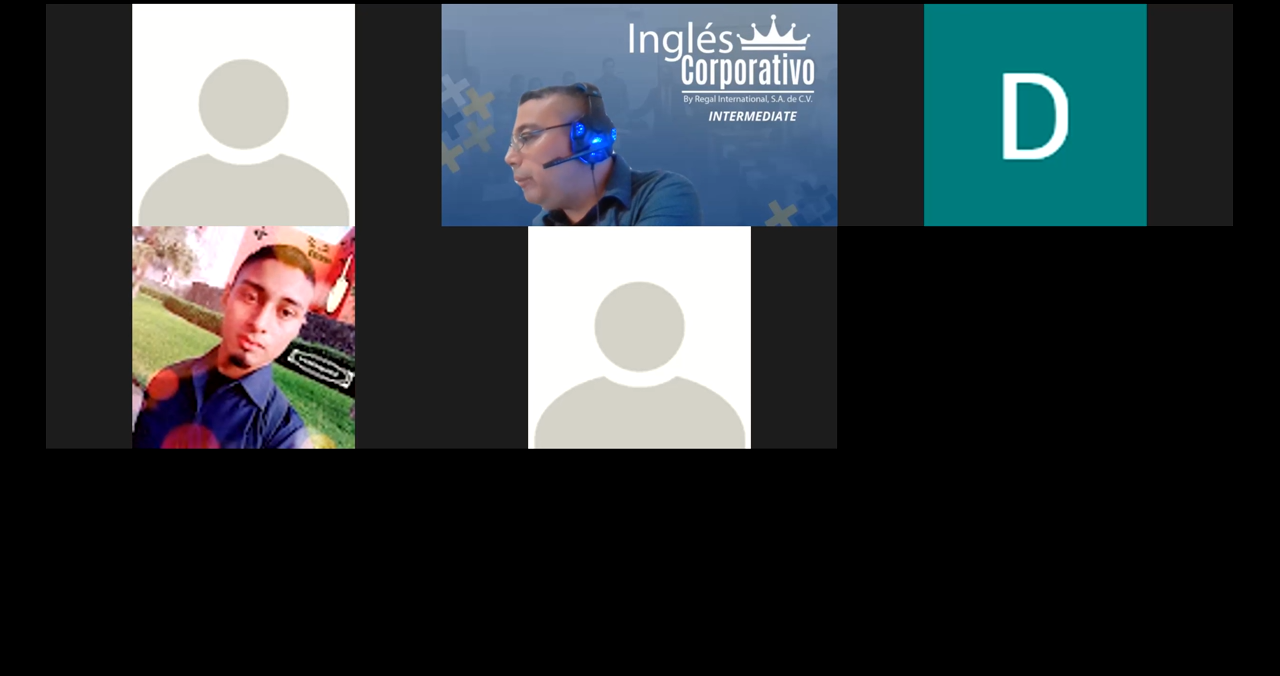 Inglés
Corporativo
By Regal International, S.A. de C.V.
INTERMEDIATE
D